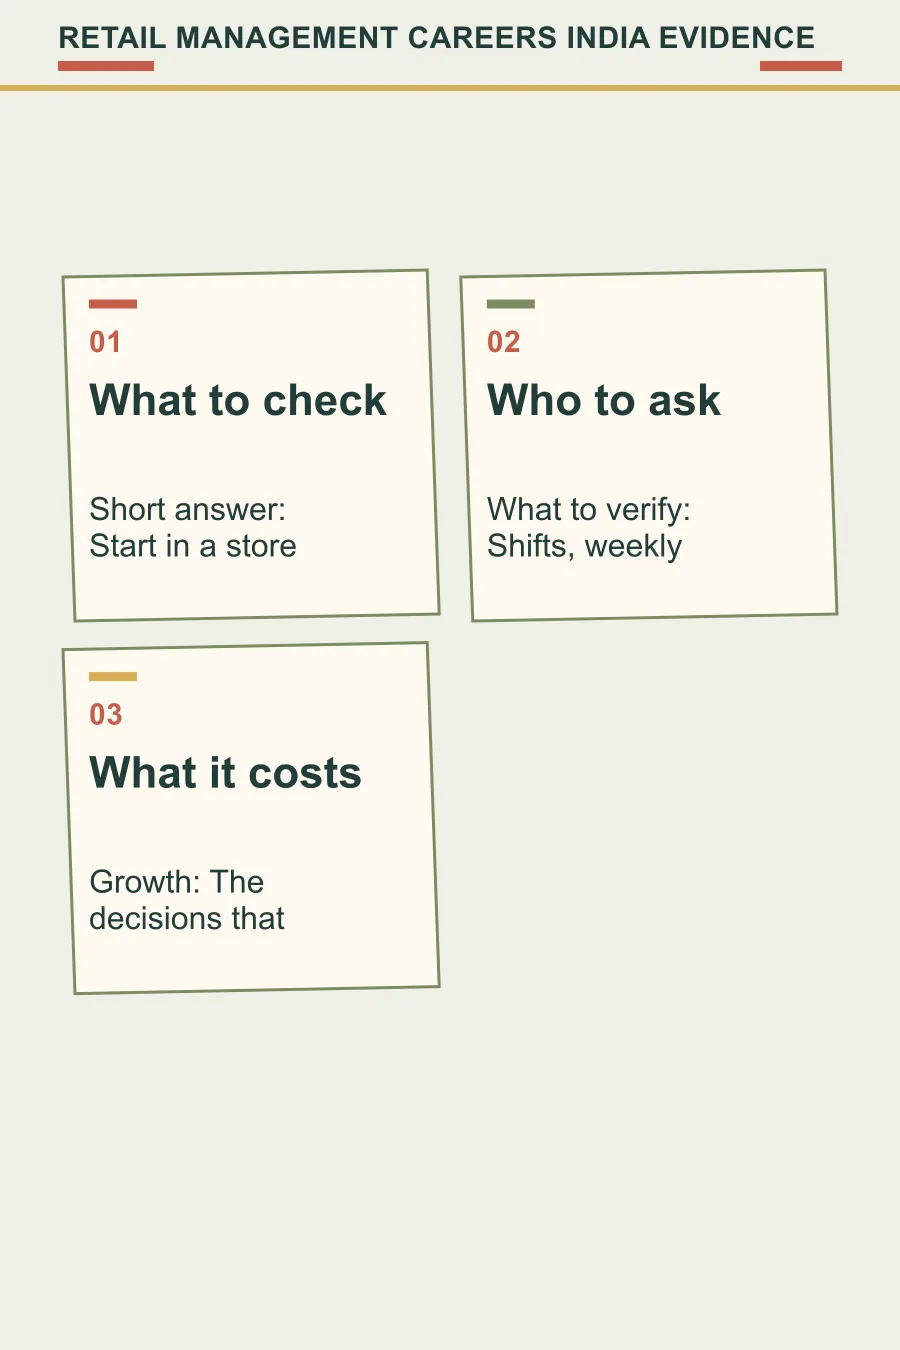 RETAIL MANAGEMENT CAREERS INDIA EVIDENCE
01
What to check
Short answer:
Start in a store
02
Who to ask
What to verify:
Shifts, weekly
03
What it costs
Growth: The
decisions that